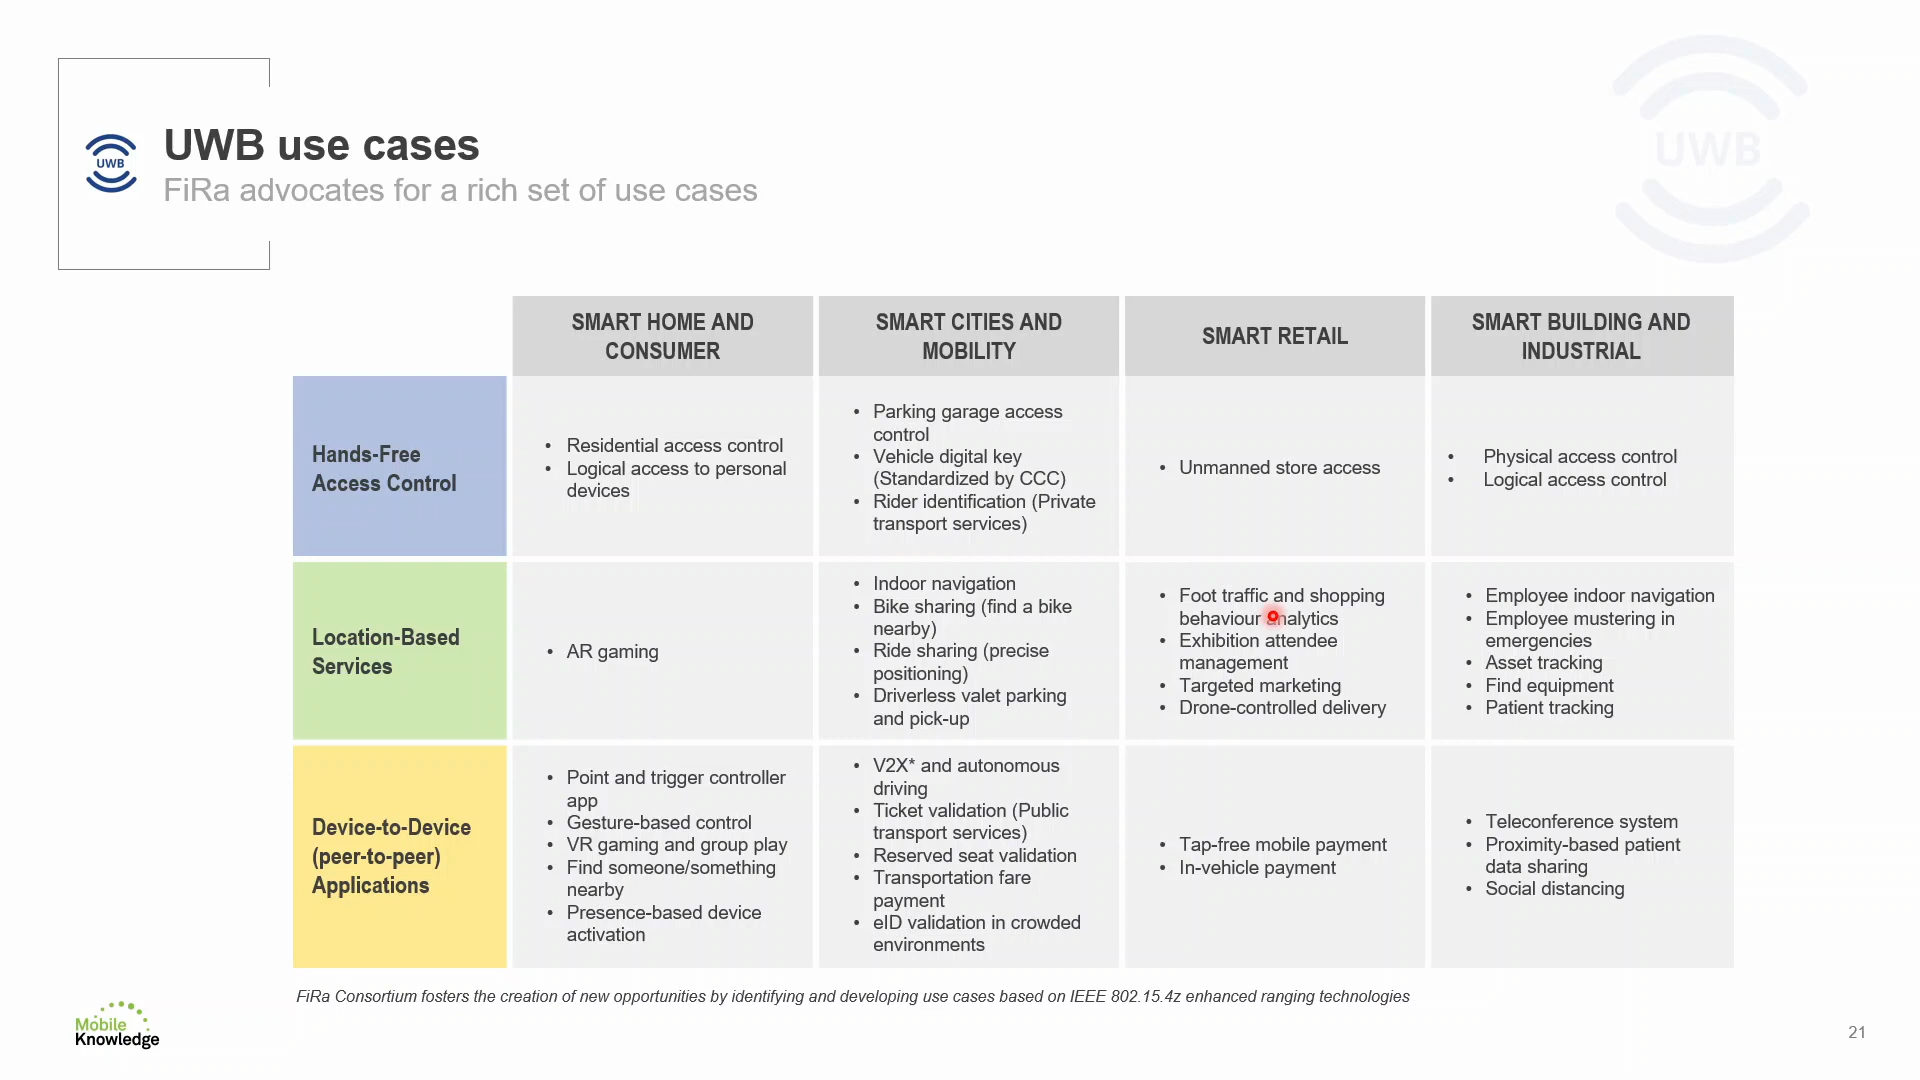 UWB
UWB use cases
FiRa advocates for a rich set of use cases
UWB
SMART HOME AND
CONSUMER
SMART CITIES AND
MOBILITY
SMART RETAIL
SMART BUILDING AND
INDUSTRIAL
Hands-Free
Access Control
• Residential access control
• Logical access to personal
devices
• Parking garage access
control
• Vehicle digital key
(Standardized by CCC)
• Rider identification (Private
transport services)
• Unmanned store access
• Physical access control
• Logical access control
Location-Based
Services
• AR gaming
• Indoor navigation
• Bike sharing (find a bike
nearby)
• Ride sharing (precise
positioning)
• Driverless valet parking
and pick-up
• Foot traffic and shopping
behaviour analytics
• Exhibition attendee
management
• Targeted marketing
• Drone-controlled delivery
• Employee indoor navigation
• Employee mustering in
emergencies
• Asset tracking
• Find equipment
• Patient tracking
Device-to-Device
(peer-to-peer)
Applications
• Point and trigger controller
app
• Gesture-based control
• VR gaming and group play
• Find someone/something
nearby
• Presence-based device
activation
• V2X* and autonomous
driving
• Ticket validation (Public
transport services)
• Reserved seat validation
• Transportation fare
payment
• eID validation in crowded
environments
• Tap-free mobile payment
• In-vehicle payment
• Teleconference system
• Proximity-based patient
data sharing
• Social distancing
FiRa Consortium fosters the creation of new opportunities by identifying and developing use cases based on IEEE 802.15.4z enhanced ranging technologies
Mobile
Knowledge
21